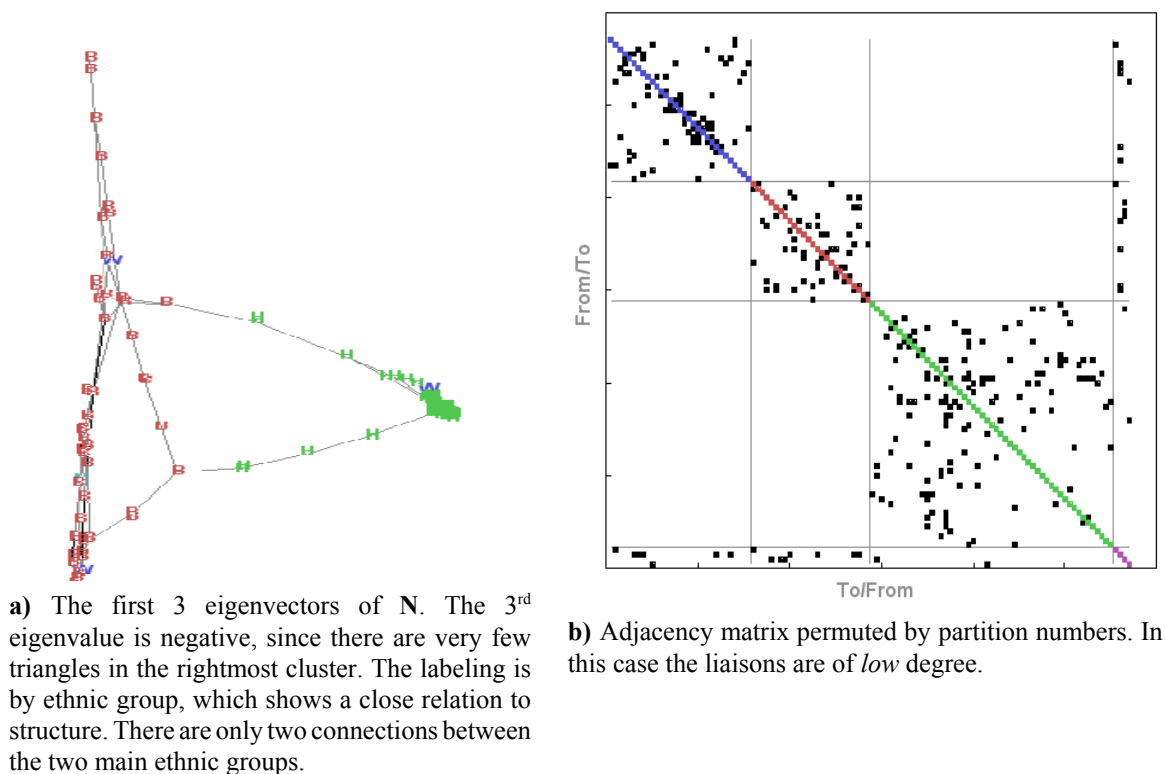 B
B
B
B
B
B
B
W
B
B
B
B
H
B
H
H
W
B
B
H
H
B
H
B
B
B
W
From/To
To/From
a) The first 3 eigenvectors of N. The 3rd
eigenvalue is negative, since there are very few
triangles in the rightmost cluster. The labeling is
by ethnic group, which shows a close relation to
structure. There are only two connections between
the two main ethnic groups.
b) Adjacency matrix permuted by partition numbers. In
this case the liaisons are of low degree.